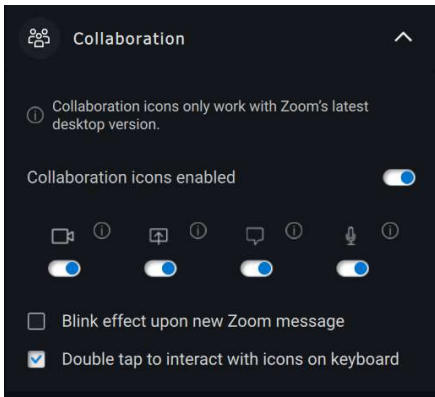 Collaboration
Collaboration icons only work with Zoom's latest
desktop version.
Collaboration icons enabled
Blink effect upon new Zoom message
Double tap to interact with icons on keyboard